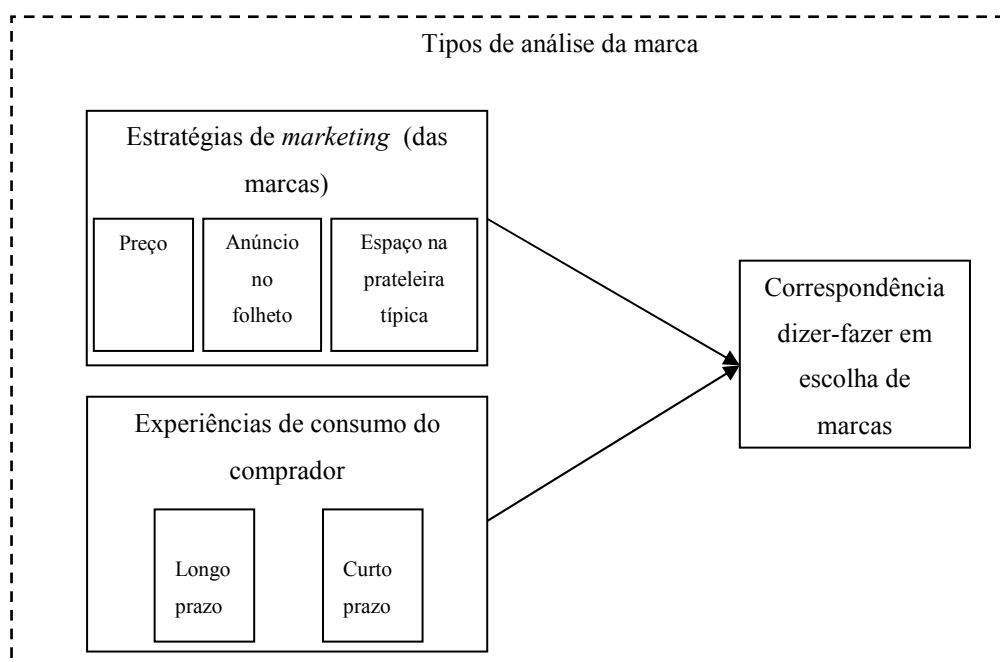 Tipos de análise da marca
Estratégias de marketing (das
marcas)
Preço
Anúncio
no
folheto
Espaço na
prateleira
típica
Correspondência
dizer-fazer em
escolha de
marcas
Experiências de consumo do
comprador
Longo
prazo
Curto
prazo